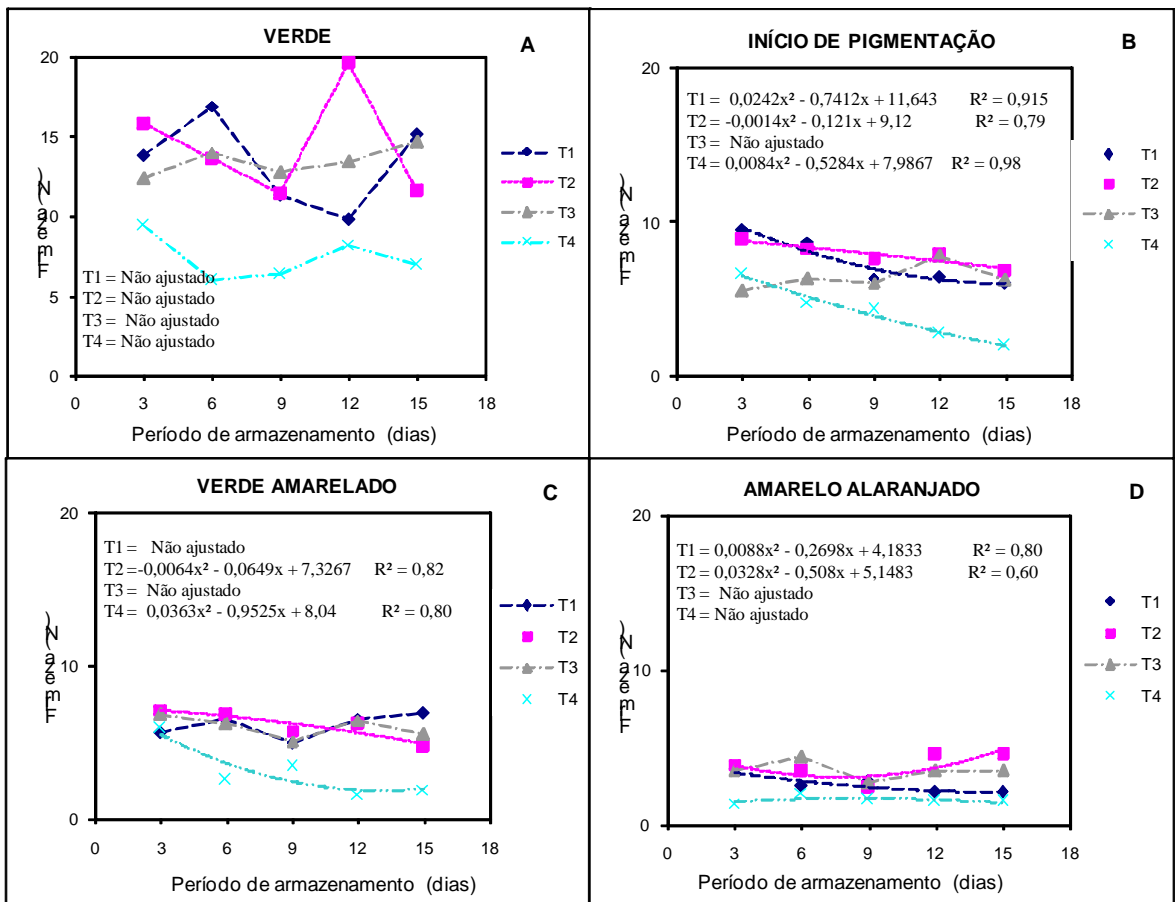 VERDE
A
20
15
10
5
0
Firmeza (N)
T1 = Não ajustado
T2 = Não ajustado
T3 =  Não ajustado
T4 = Não ajustado
0 3 6 9 12 15 18
Período de armazenamento (dias)
T1
T2
T3
T4
INÍCIO DE PIGMENTAÇÃO
B
20
10
0
Firmeza (N)
T1 = 0,0242x² - 0,7412x + 11,643 R² = 0,915
T2 = -0,0014x² - 0,121x + 9,12 R² = 0,79
T3 = Não ajustado
T4 = 0,0084x² - 0,5284x + 7,9867 R² = 0,98
0 3 6 9 12 15 18
Período de armazenamento (dias)
T1
T2
T3
T4
VERDE AMARELADO
C
20
10
0
Firmeza (N)
T1 = Não ajustado
T2 =-0,0064x² - 0,0649x + 7,3267 R² = 0,82
T3 = Não ajustado
T4 = 0,0363x² - 0,9525x + 8,04 R² = 0,80
0 3 6 9 12 15 18
Período de armazenamento (dias)
T1
T2
T3
T4
AMARELO ALARANJADO
D
20
10
0
Firmeza (N)
T1 = 0,0088x² - 0,2698x + 4,1833 R² = 0,80
T2 = 0,0328x² - 0,508x + 5,1483 R² = 0,60
T3 = Não ajustado
T4 = Não ajustado
0 3 6 9 12 15 18
Período de armazenamento (dias)
T1
T2
T3
T4